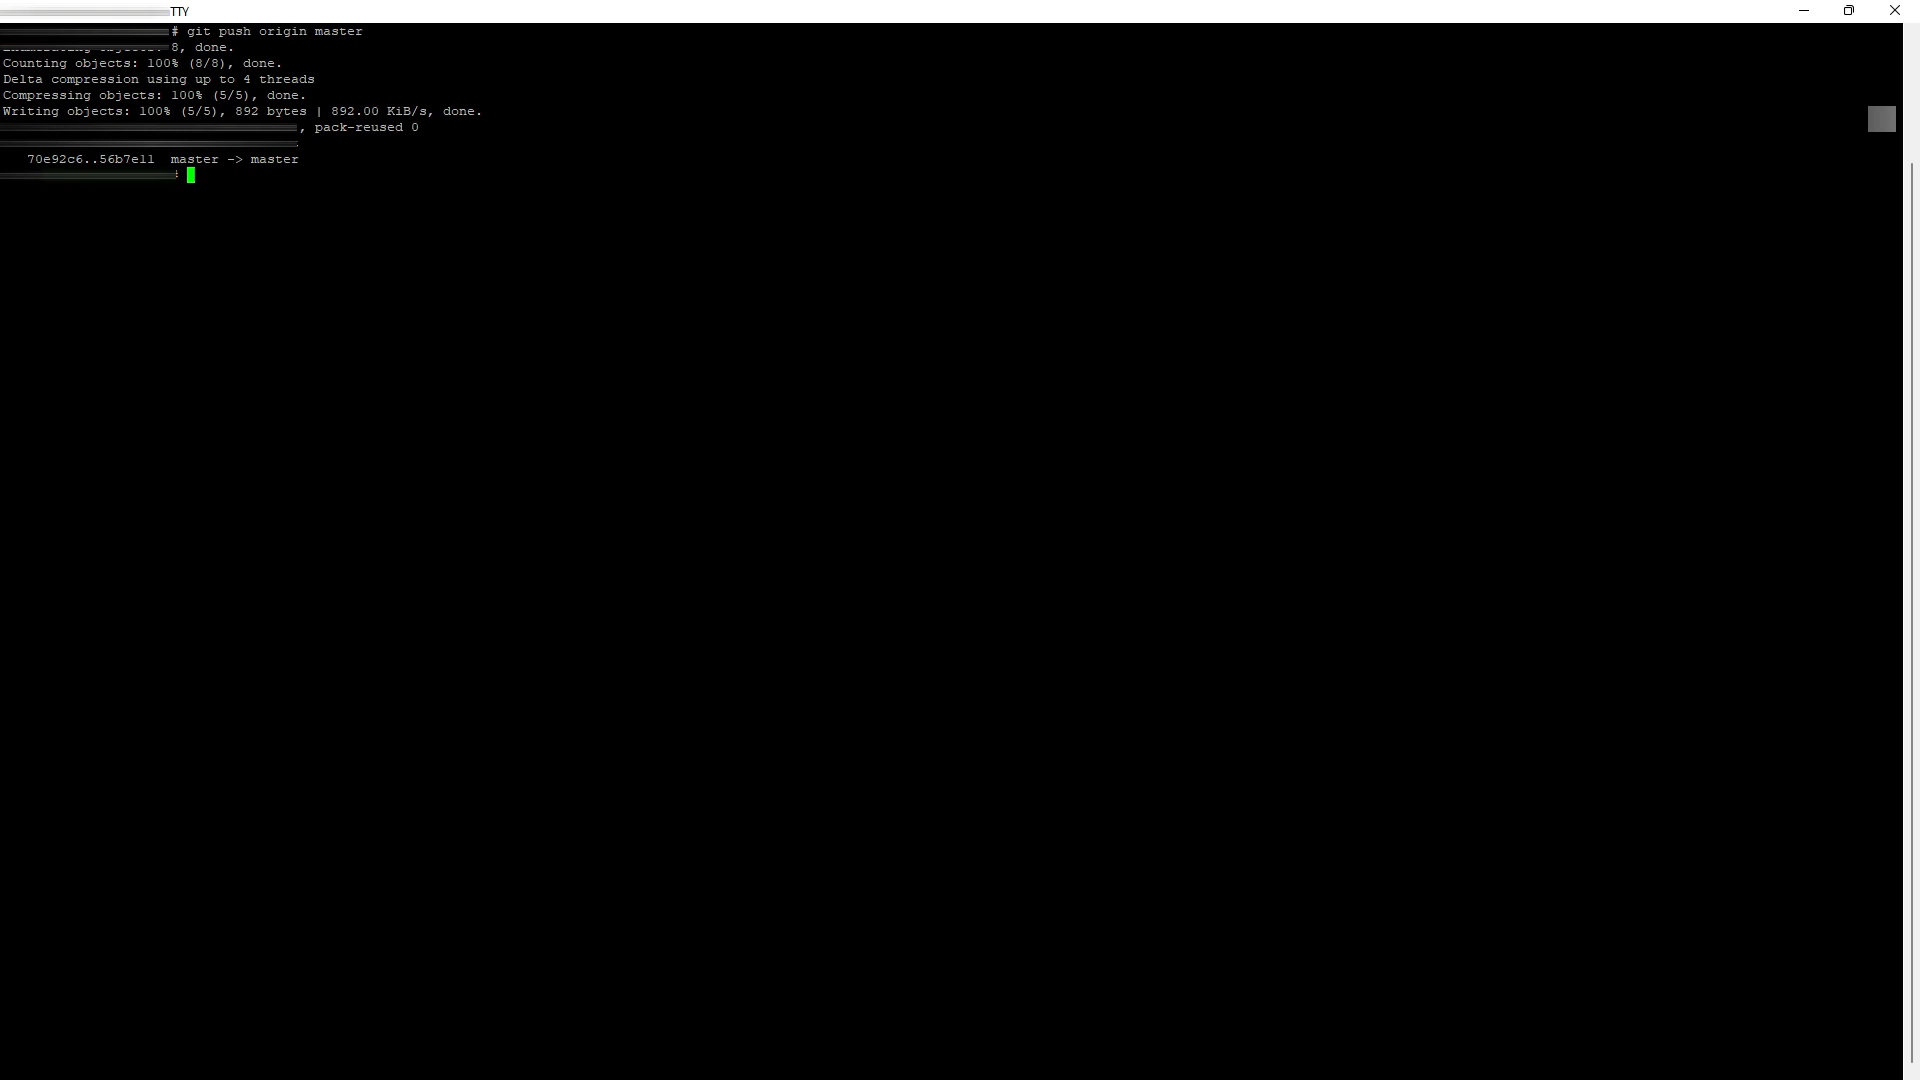 TTY
# git push origin master
8, done.
Counting objects: 100% (8/8), done.
Delta compression using up to 4 threads
Compressing objects: 100% (5/5), done.
Writing objects: 100% (5/5), 892 bytes | 892.00 KiB/s, done.
, pack-reused 0
70e92c6..56b7e11  master -> master